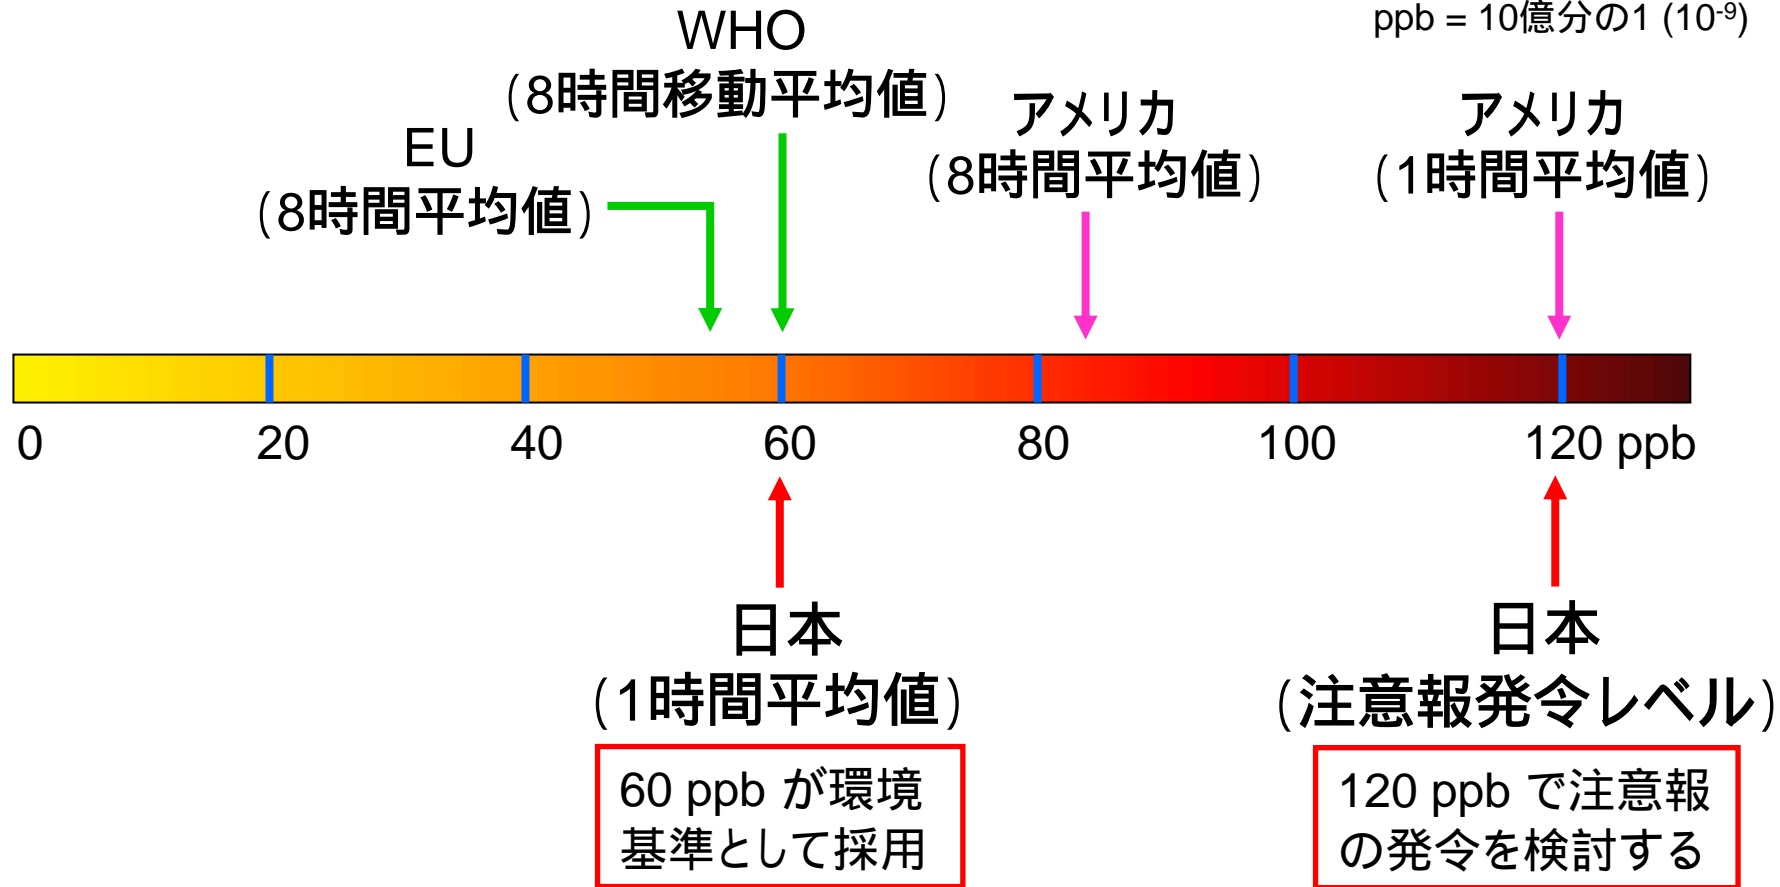 ppb = 10億分の1 (10⁻⁹)
WHO
(8時間移動平均値)
EU
(8時間平均値)
アメリカ
(8時間平均値)
アメリカ
(1時間平均値)
0 20 40 60 80 100 120 ppb
日本
(1時間平均値)
60 ppb が環境
基準として採用
日本
(注意報発令レベル)
120 ppb で注意報
の発令を検討する